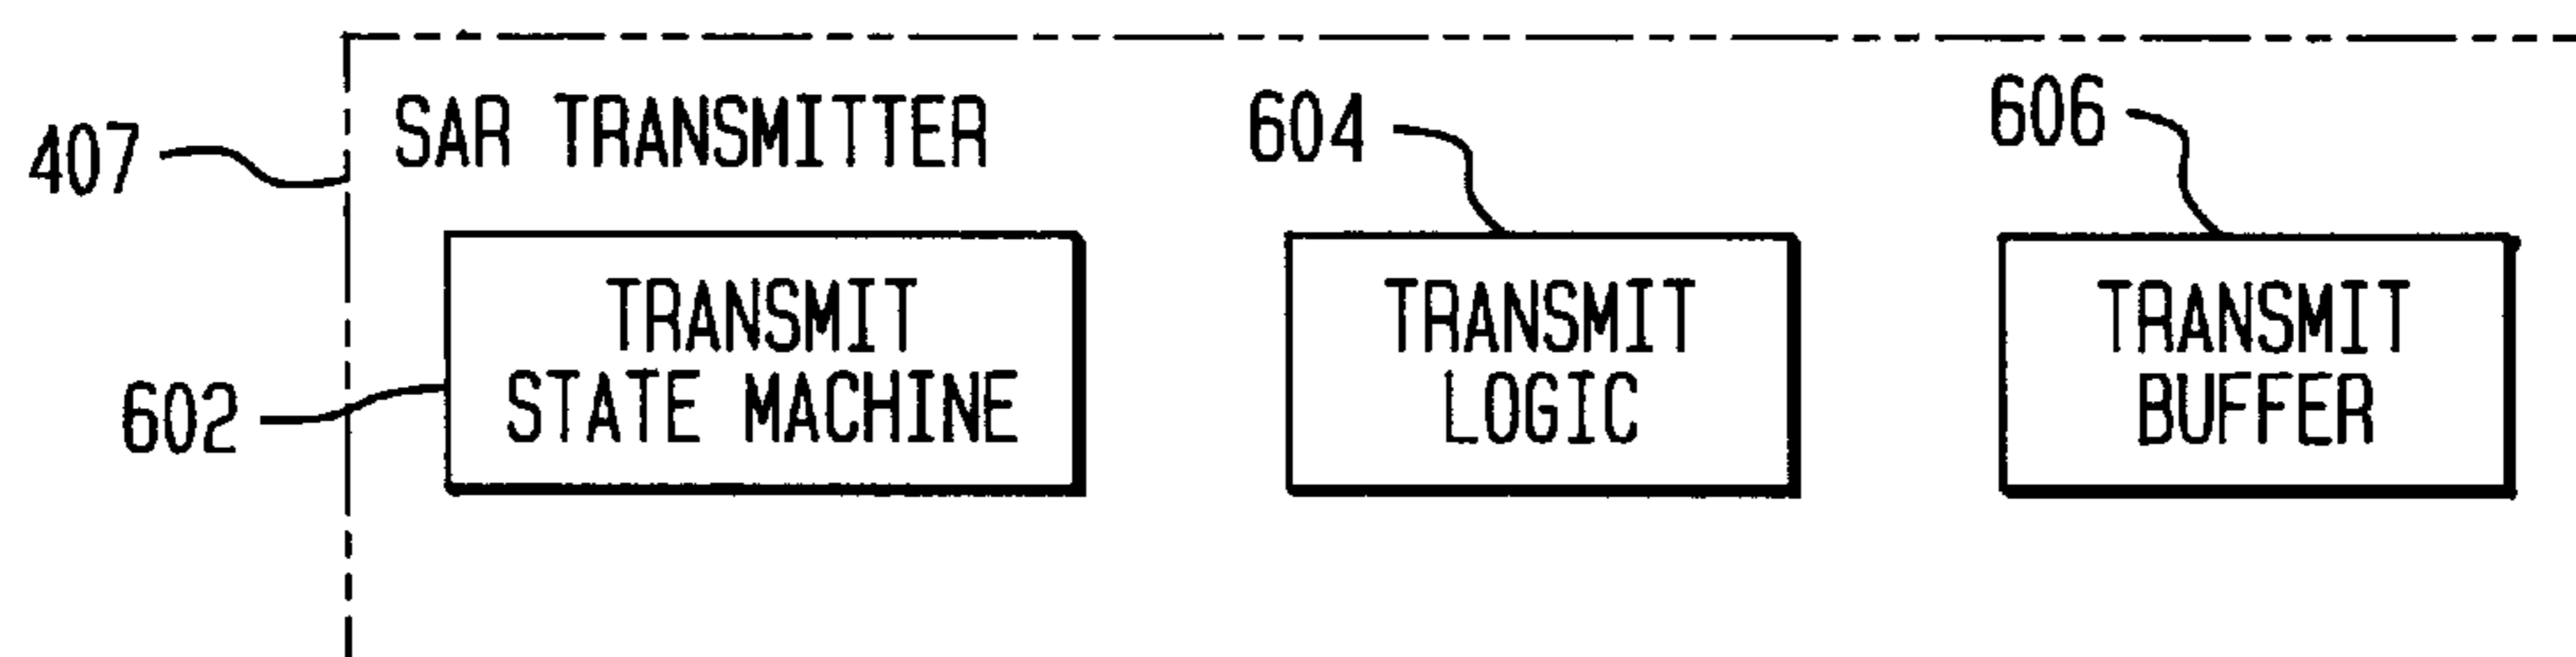 407
SAR TRANSMITTER
604
606
602
TRANSMIT
STATE MACHINE
TRANSMIT
LOGIC
TRANSMIT
BUFFER